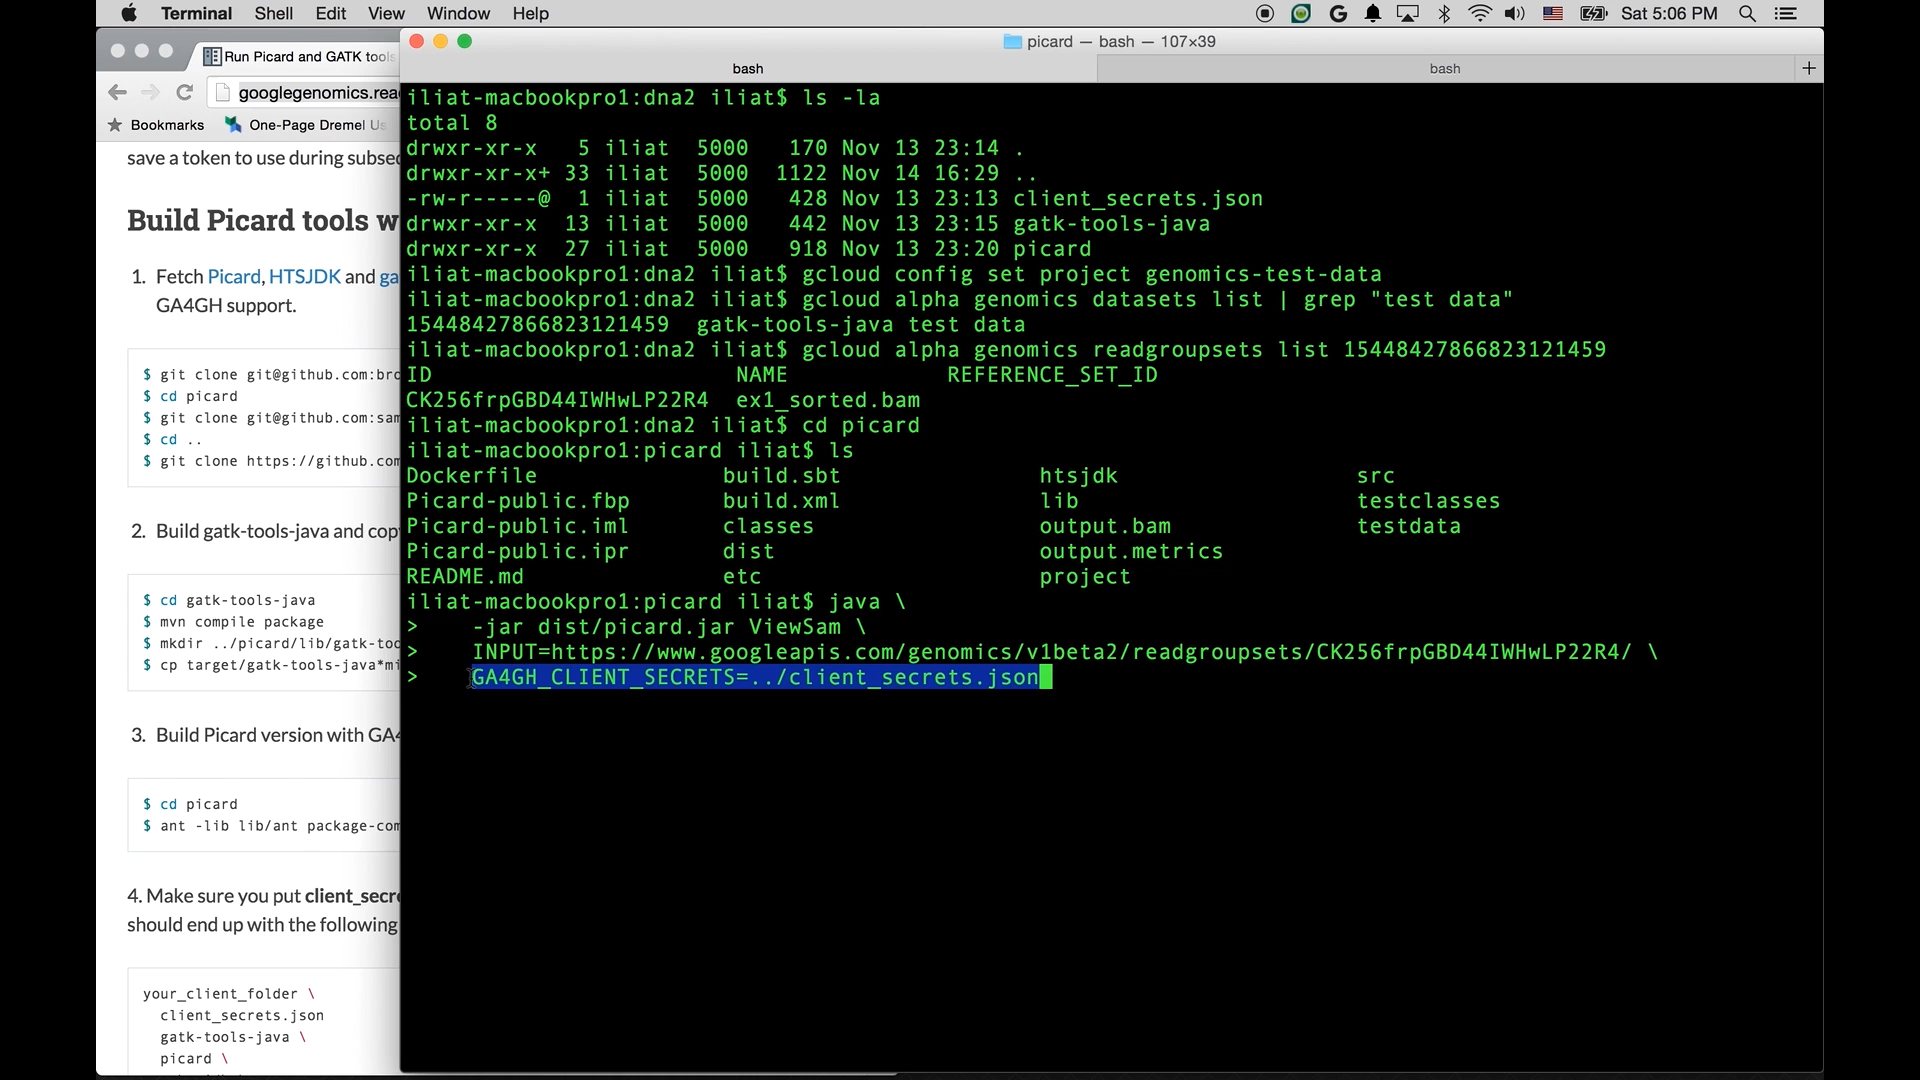 Terminal Shell Edit View Window Help Sat 5:06 PM
picard — bash — 107×39
Run Picard and GATK tools
bash bash
googlegenomics.rea
Bookmarks One-Page Dremel Us
save a token to use during subsec
Build Picard tools w
1. Fetch Picard, HTSJDK and ga
GA4GH support.
$ git clone git@github.com:bro
$ cd picard
$ git clone git@github.com:sam
$ cd ..
$ git clone https://github.com
2. Build gatk-tools-java and cop
$ cd gatk-tools-java
$ mvn compile package
$ mkdir ../picard/lib/gatk-too
$ cp target/gatk-tools-java*mi
3. Build Picard version with GA4
$ cd picard
$ ant -lib lib/ant package-com
4. Make sure you put client_secre
should end up with the following
your_client_folder \
client_secrets.json
gatk-tools-java \
picard \
iliat-macbookpro1:dna2 iliat$ ls -la
total 8
drwxr-xr-x 5 iliat 5000 170 Nov 13 23:14 .
drwxr-xr-x+ 33 iliat 5000 1122 Nov 14 16:29 ..
-rw-r-----@ 1 iliat 5000 428 Nov 13 23:13 client_secrets.json
drwxr-xr-x 13 iliat 5000 442 Nov 13 23:15 gatk-tools-java
drwxr-xr-x 27 iliat 5000 918 Nov 13 23:20 picard
iliat-macbookpro1:dna2 iliat$ gcloud config set project genomics-test-data
iliat-macbookpro1:dna2 iliat$ gcloud alpha genomics datasets list | grep "test data"
15448427866823121459 gatk-tools-java test data
iliat-macbookpro1:dna2 iliat$ gcloud alpha genomics readgroupsets list 15448427866823121459
ID NAME REFERENCE_SET_ID
CK256frpGBD44IWHwLP22R4 ex1_sorted.bam
iliat-macbookpro1:dna2 iliat$ cd picard
iliat-macbookpro1:picard iliat$ ls
Dockerfile build.sbt htsjdk src
Picard-public.fbp build.xml lib testclasses
Picard-public.iml classes output.bam testdata
Picard-public.ipr dist output.metrics
README.md etc project
iliat-macbookpro1:picard iliat$ java \
> -jar dist/picard.jar ViewSam \
> INPUT=https://www.googleapis.com/genomics/v1beta2/readgroupsets/CK256frpGBD44IWHwLP22R4/ \
> GA4GH_CLIENT_SECRETS=../client_secrets.json